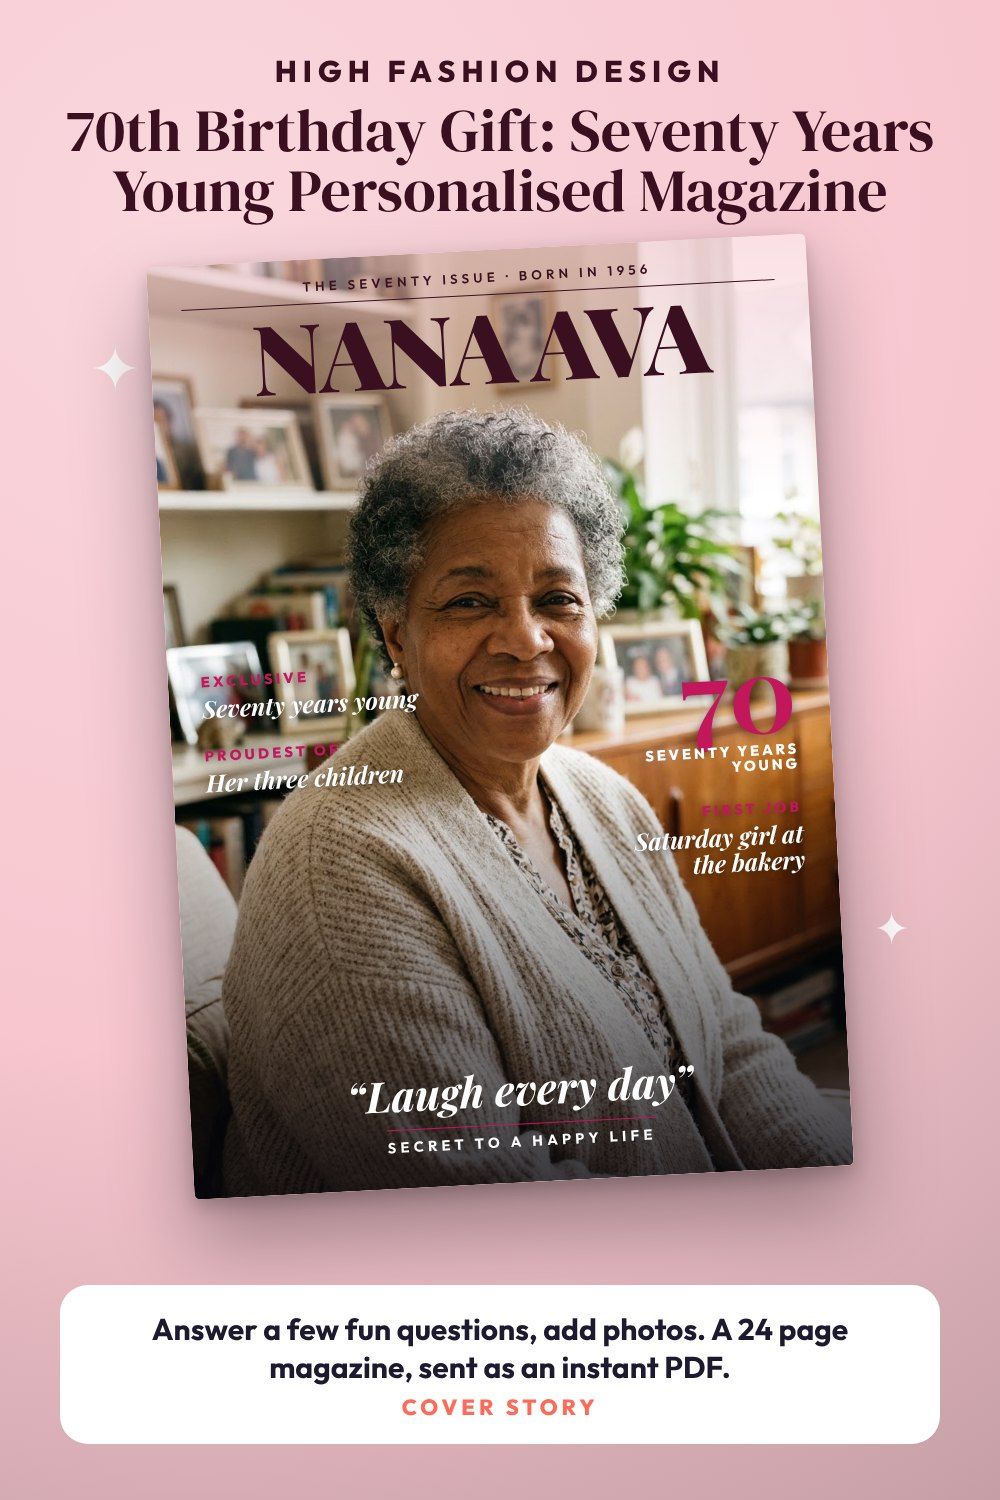 HIGH FASHION DESIGN
70th Birthday Gift: Seventy Years
Young Personalised Magazine
THE SEVENTY ISSUE · BORN IN 1956
NANA AVA
EXCLUSIVE
Seventy years young
PROUDEST OF
Her three children
70
SEVENTY YEARS
YOUNG
FIRST JOB
Saturday girl at
the bakery
“Laugh every day”
SECRET TO A HAPPY LIFE
Answer a few fun questions, add photos. A 24 page
magazine, sent as an instant PDF.
COVER STORY